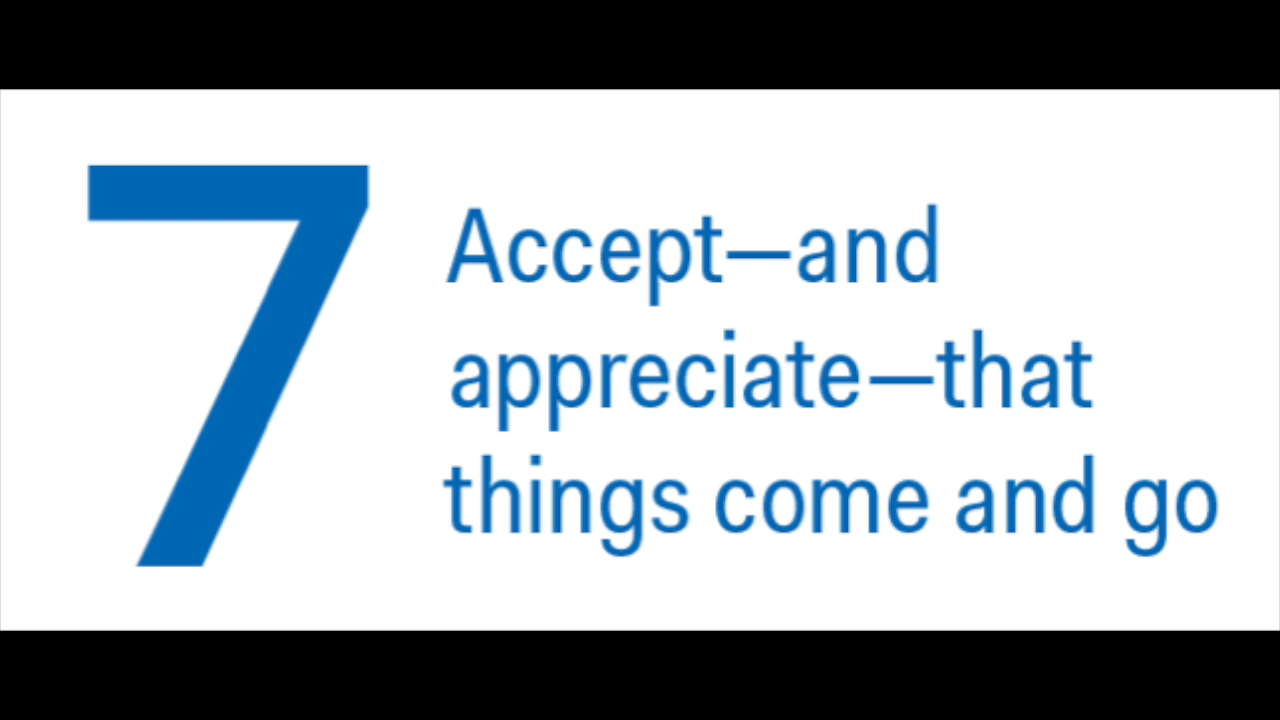 7
Accept—and
appreciate—that
things come and go